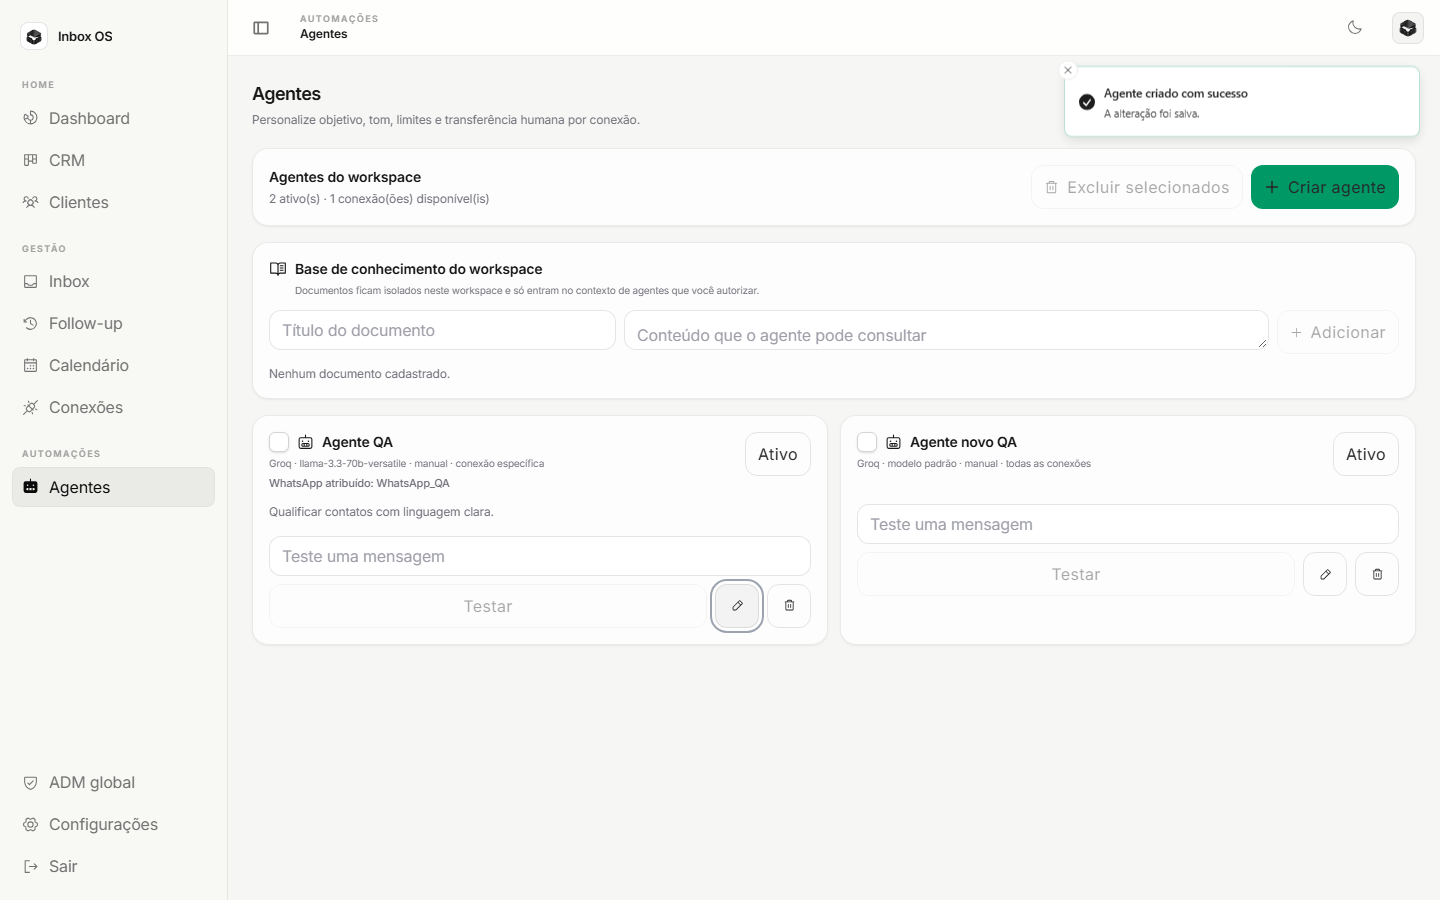 Inbox OS
HOME
Dashboard
CRM
Clientes
GESTÃO
Inbox
Follow-up
Calendário
Conexões
AUTOMAÇÕES
Agentes
ADM global
Configurações
Sair
AUTOMAÇÕES
Agentes
Agente criado com sucesso
A alteração foi salva.
Agentes
Personalize objetivo, tom, limites e transferência humana por conexão.
Agentes do workspace
2 ativo(s) · 1 conexão(ões) disponível(is)
Excluir selecionados
Criar agente
Base de conhecimento do workspace
Documentos ficam isolados neste workspace e só entram no contexto de agentes que você autorizar.
Título do documento
Conteúdo que o agente pode consultar
Adicionar
Nenhum documento cadastrado.
Agente QA
Ativo
Groq · llama-3.3-70b-versatile · manual · conexão específica
WhatsApp atribuído: WhatsApp_QA
Qualificar contatos com linguagem clara.
Teste uma mensagem
Testar
Agente novo QA
Ativo
Groq · modelo padrão · manual · todas as conexões
Teste uma mensagem
Testar